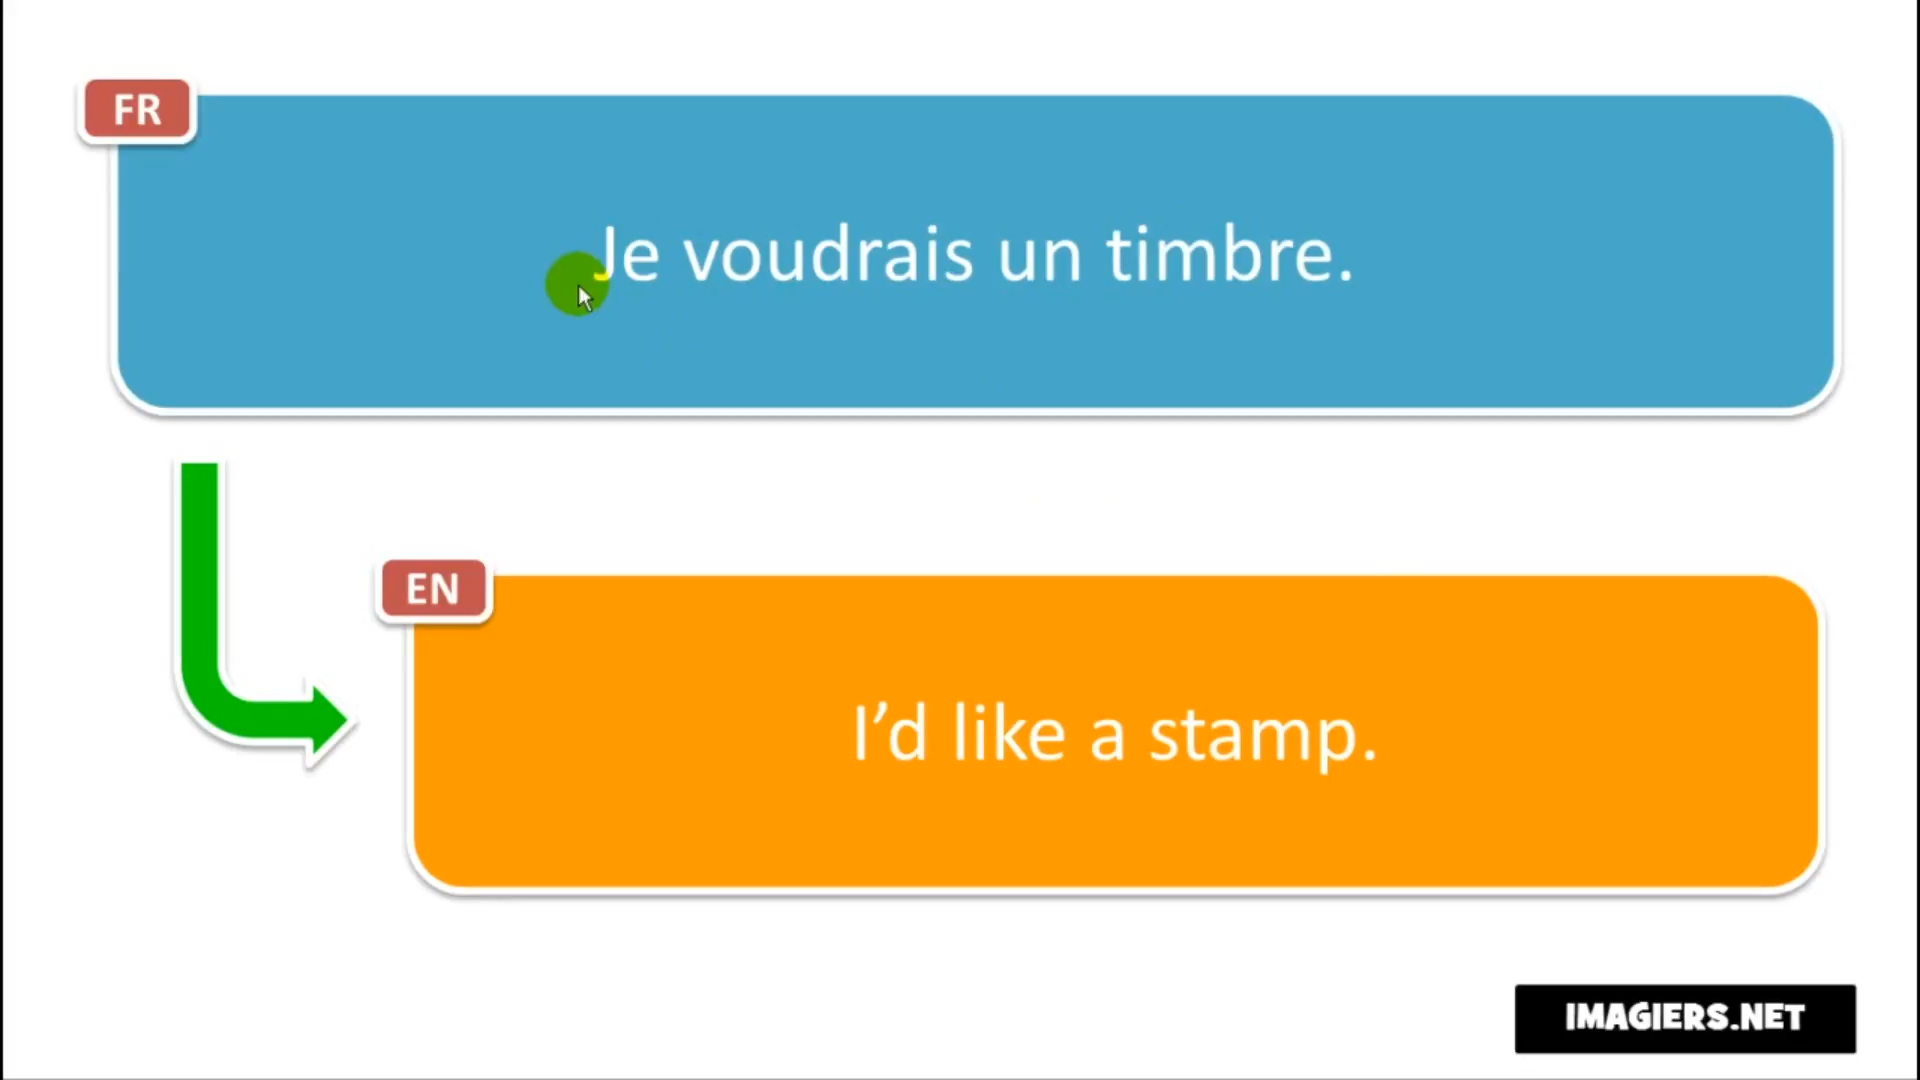 FR
Je voudrais un timbre.
EN
I’d like a stamp.
IMAGIERS.NET